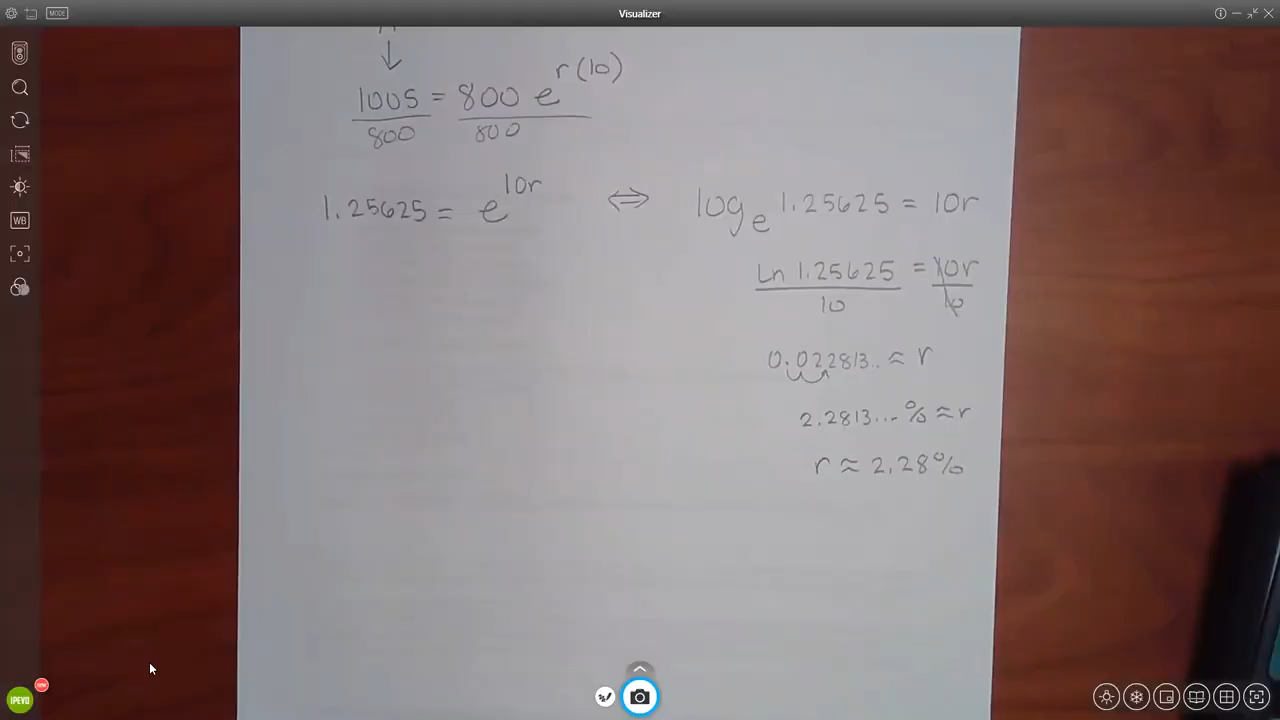 Visualizer
MODE
WB
1005 = 800 e^{r(10)}
800 800
1.25625 = e^{10r} ⇔ log_e 1.25625 = 10r
Ln 1.25625 = 10r
10 10
0.022813.. ≈ r
2.2813...% ≈ r
r ≈ 2.28%
IPEVO